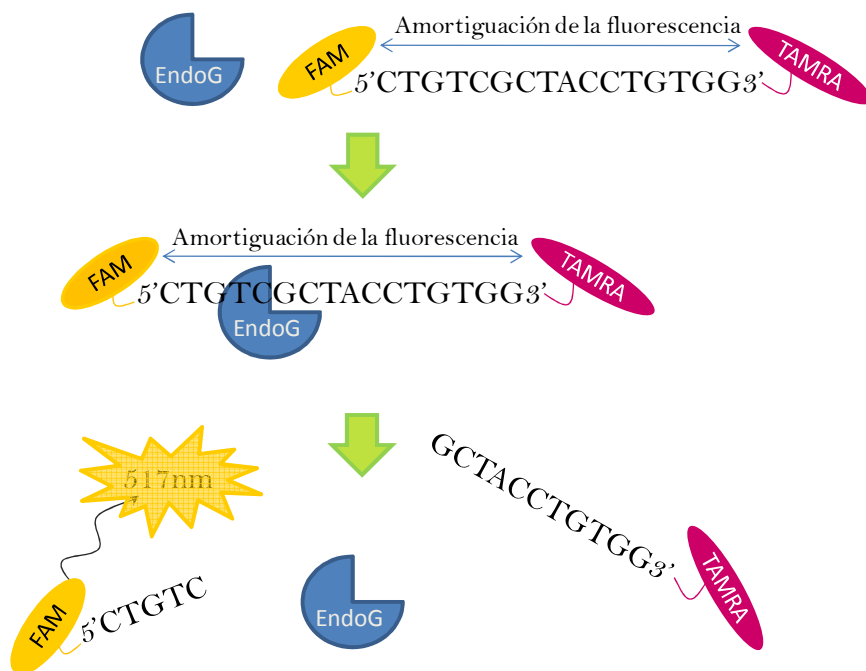 Amortiguación de la fluorescencia
EndoG
FAM
TAMRA
5'CTGTCGCTACCTGTGG3'
Amortiguación de la fluorescencia
FAM
TAMRA
5'CTGTCGCTACCTGTGG3'
EndoG
517nm
GCTACCTGTGG3'
TAMRA
FAM
5'CTGTC
EndoG